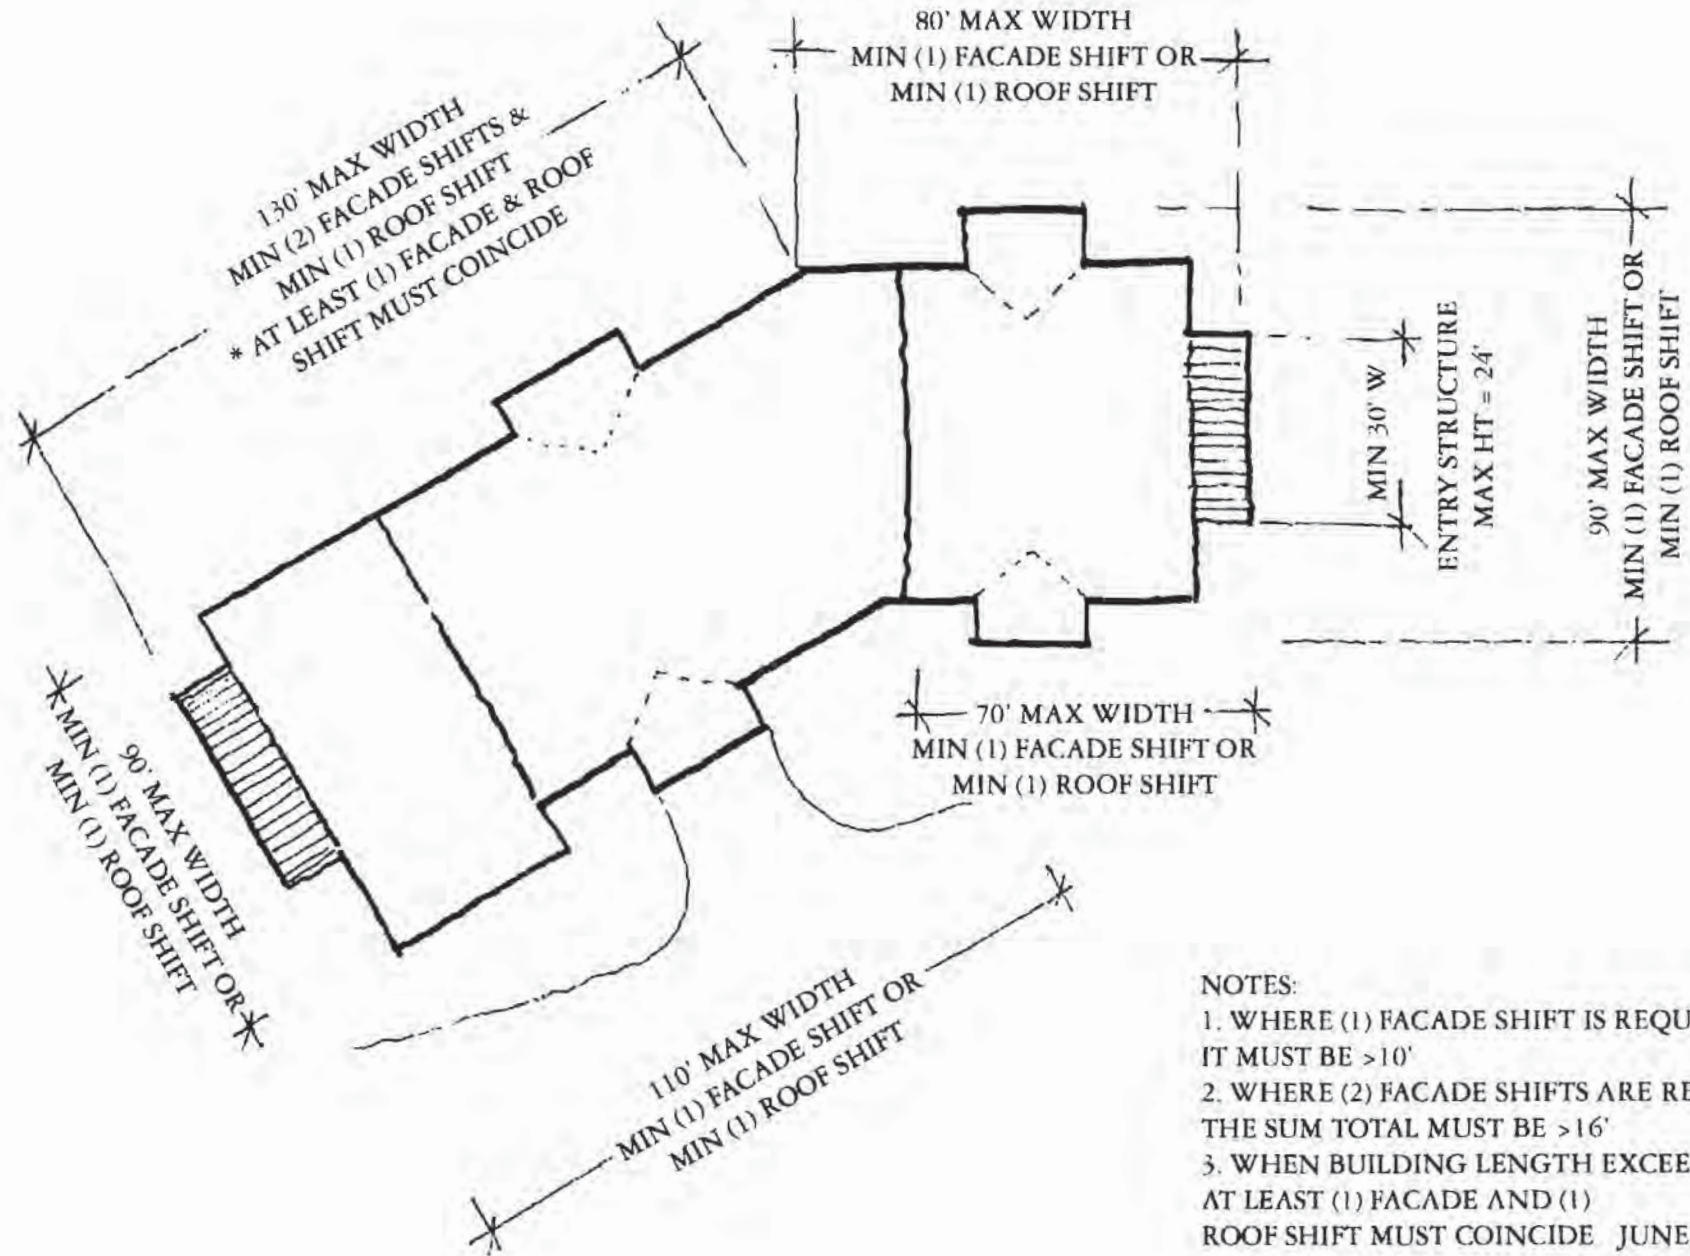 80' MAX WIDTH
MIN (1) FACADE SHIFT OR
MIN (1) ROOF SHIFT
130' MAX WIDTH
MIN (2) FACADE SHIFTS &
MIN (1) ROOF SHIFT
* AT LEAST (1) FACADE & ROOF
SHIFT MUST COINCIDE
MIN 30' W
ENTRY STRUCTURE
MAX HT = 24'
90' MAX WIDTH
MIN (1) FACADE SHIFT OR
MIN (1) ROOF SHIFT
70' MAX WIDTH
MIN (1) FACADE SHIFT OR
MIN (1) ROOF SHIFT
90' MAX WIDTH
MIN (1) FACADE SHIFT OR
MIN (1) ROOF SHIFT
110' MAX WIDTH
MIN (1) FACADE SHIFT OR
MIN (1) ROOF SHIFT
NOTES:
1. WHERE (1) FACADE SHIFT IS REQU
IT MUST BE >10'
2. WHERE (2) FACADE SHIFTS ARE RE
THE SUM TOTAL MUST BE >16'
3. WHEN BUILDING LENGTH EXCEE
AT LEAST (1) FACADE AND (1)
ROOF SHIFT MUST COINCIDE JUNE